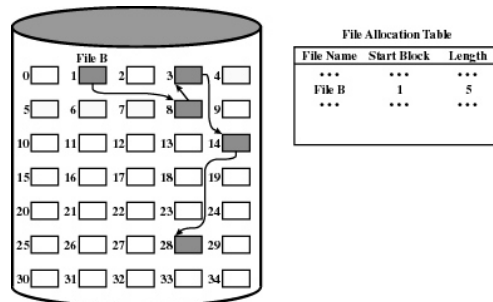 File B
0 1 2 3 4
5 6 7 8 9
10 11 12 13 14
15 16 17 18 19
20 21 22 23 24
25 26 27 28 29
30 31 32 33 34
File Allocation Table
File Name Start Block Length
••• ••• •••
File B 1 5
••• ••• •••